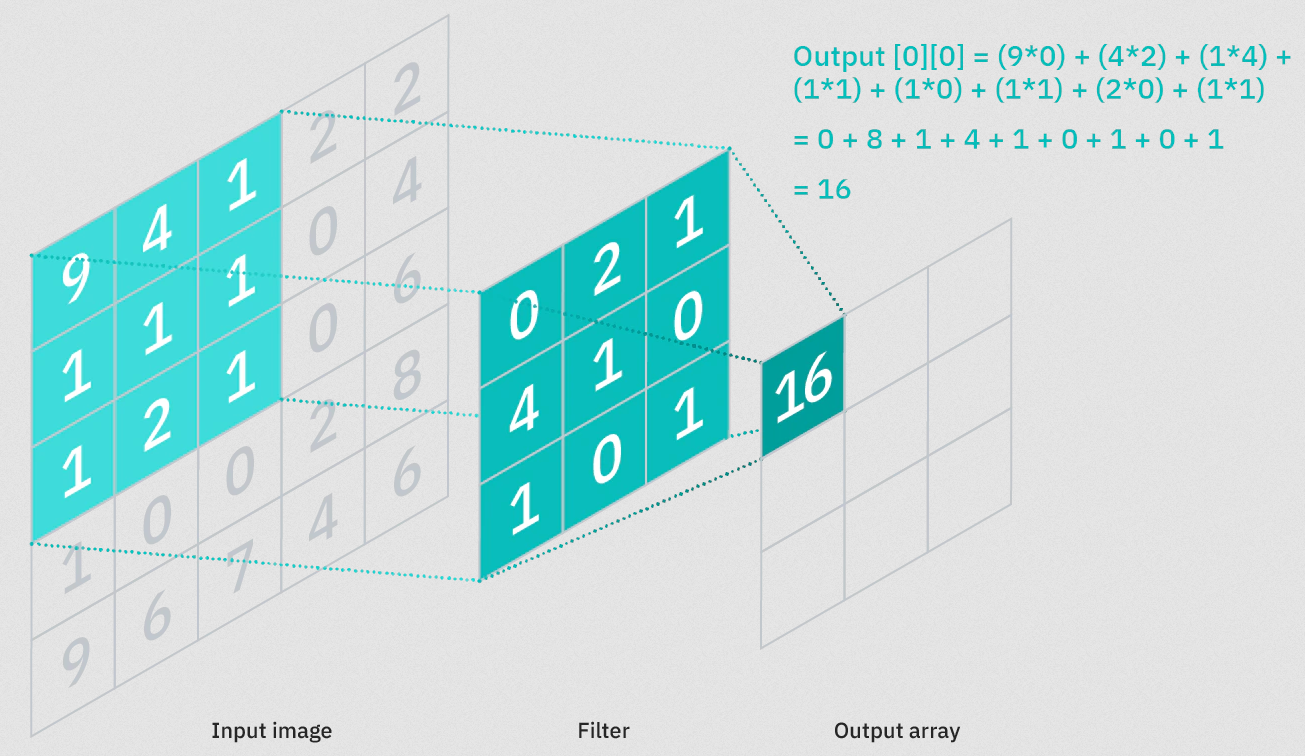 Output [0][0] = (9*0) + (4*2) + (1*4) +
(1*1) + (1*0) + (1*1) + (2*0) + (1*1)
= 0 + 8 + 1 + 4 + 1 + 0 + 1 + 0 + 1
= 16
9 4 1 2 2
1 1 1 0 4
1 2 1 0 6
1 0 0 2 8
9 6 7 4 6
0 2 1
4 1 0
1 0 1
16
Input image
Filter
Output array